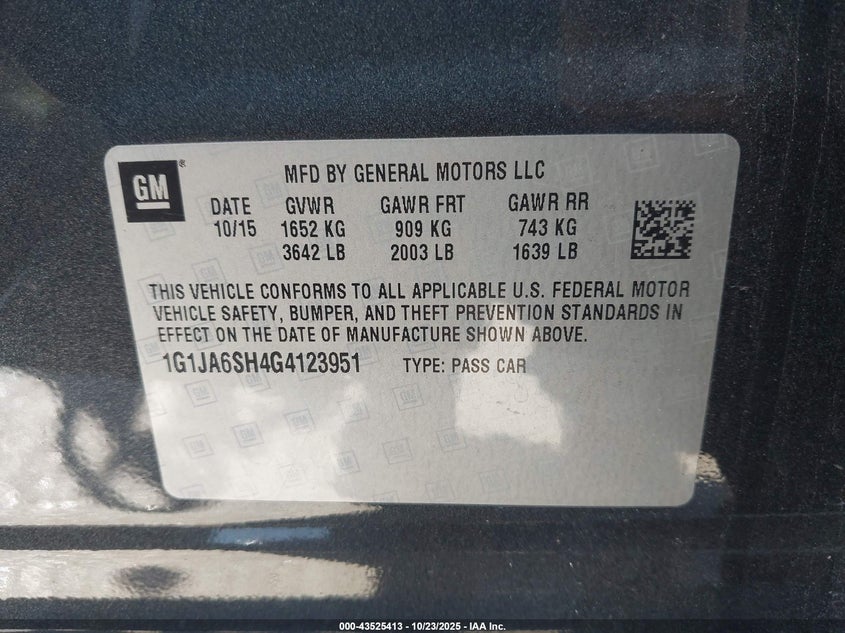 GM®
MFD BY GENERAL MOTORS LLC
DATE GVWR GAWR FRT GAWR RR
10/15 1652 KG 909 KG 743 KG
3642 LB 2003 LB 1639 LB
THIS VEHICLE CONFORMS TO ALL APPLICABLE U.S. FEDERAL MOTOR
VEHICLE SAFETY, BUMPER, AND THEFT PREVENTION STANDARDS IN
EFFECT ON THE DATE OF MANUFACTURE SHOWN ABOVE.
1G1JA6SH4G4123951 TYPE: PASS CAR
000-43525413 - 10/23/2025 - IAA Inc.